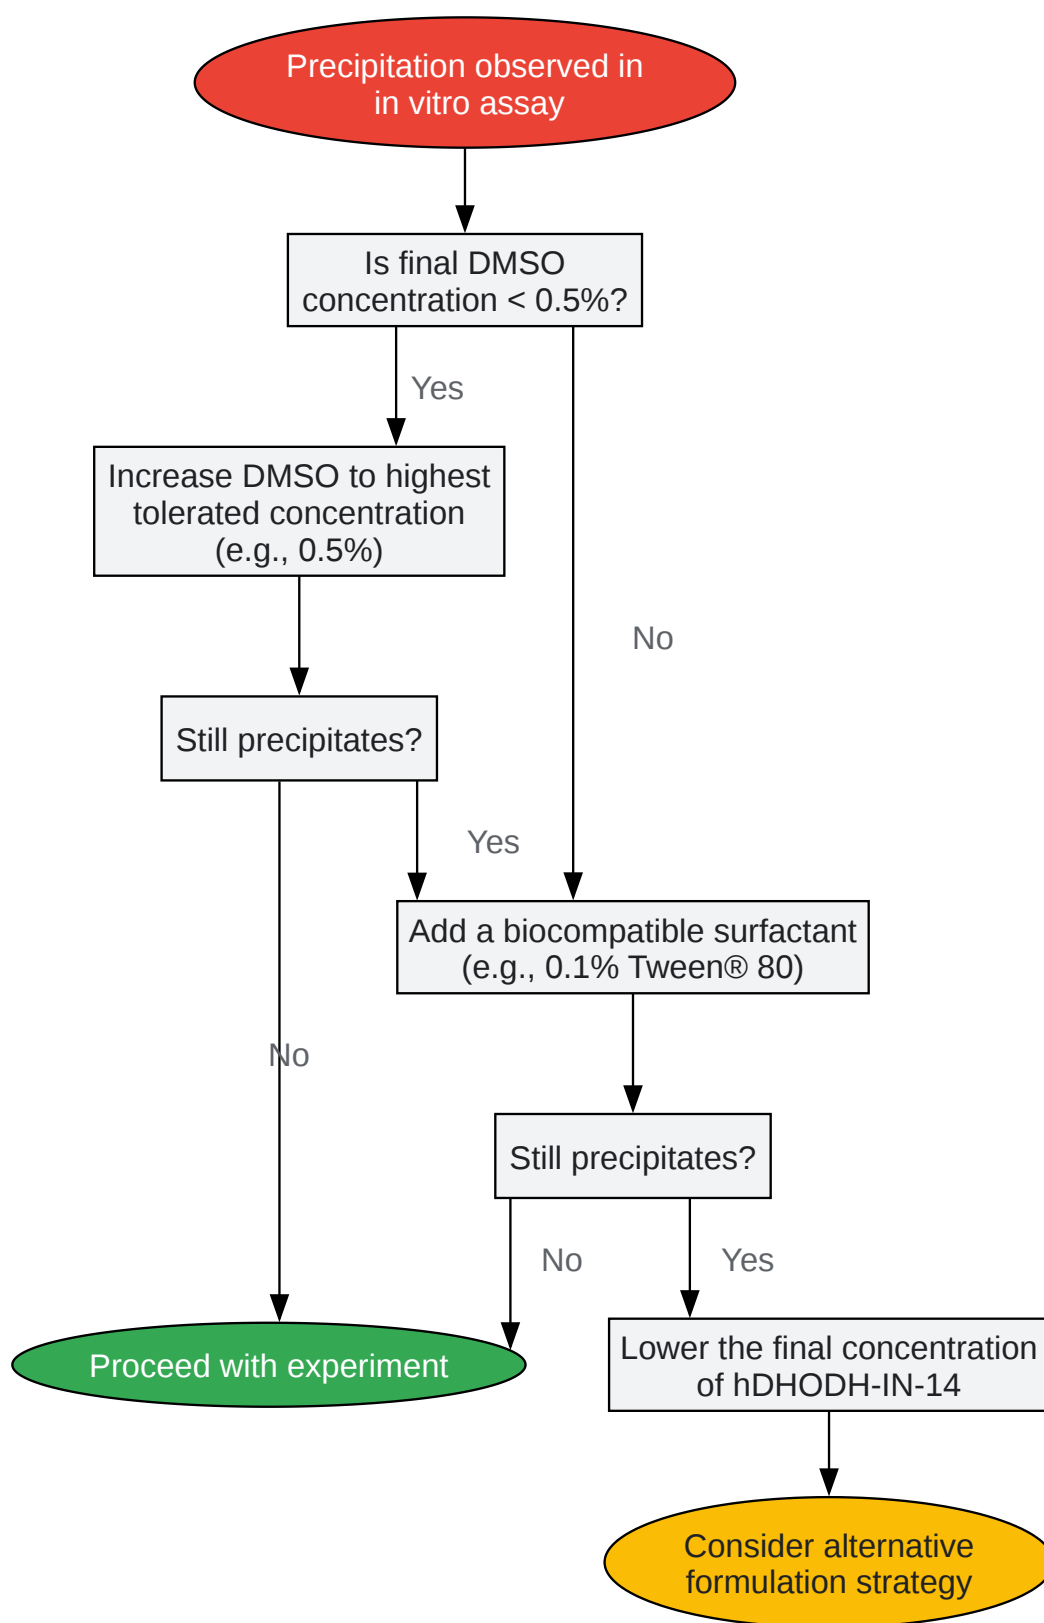 Precipitation observed in
in vitro assay
Is final DMSO
concentration < 0.5%?
Yes
Increase DMSO to highest
tolerated concentration
(e.g., 0.5%)
No
Still precipitates?
Yes
Add a biocompatible surfactant
(e.g., 0.1% Tween® 80)
No
Still precipitates?
No
Yes
Proceed with experiment
Lower the final concentration
of hDHODH-IN-14
Consider alternative
formulation strategy